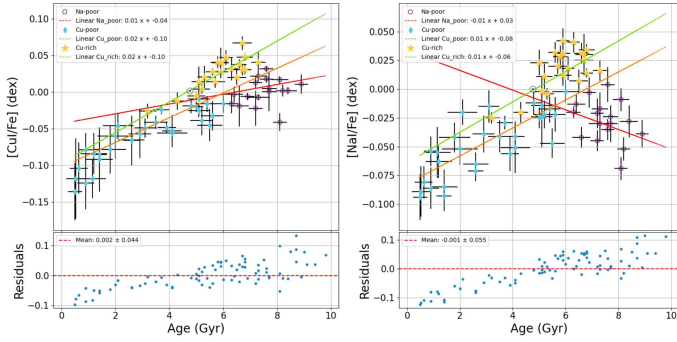 Na-poor
Linear Na_poor: 0.01 x + -0.04
Cu-poor
Linear Cu_poor: 0.02 x + -0.10
Cu-rich
Linear Cu_rich: 0.02 x + -0.10
[CuI/Fe] (dex)
0.10
0.05
0.00
−0.05
−0.10
−0.15
Mean: 0.002 ± 0.044
Residuals
0.1
0.0
−0.1
0 2 4 6 8 10
Age (Gyr)
Na-poor
Linear Na_poor: -0.01 x + 0.03
Cu-poor
Linear Cu_poor: 0.01 x + -0.08
Cu-rich
Linear Cu_rich: 0.01 x + -0.06
[NaI/Fe] (dex)
0.050
0.025
0.000
−0.025
−0.050
−0.075
−0.100
Mean: -0.001 ± 0.055
Residuals
0.1
0.0
−0.1
0 2 4 6 8 10
Age (Gyr)